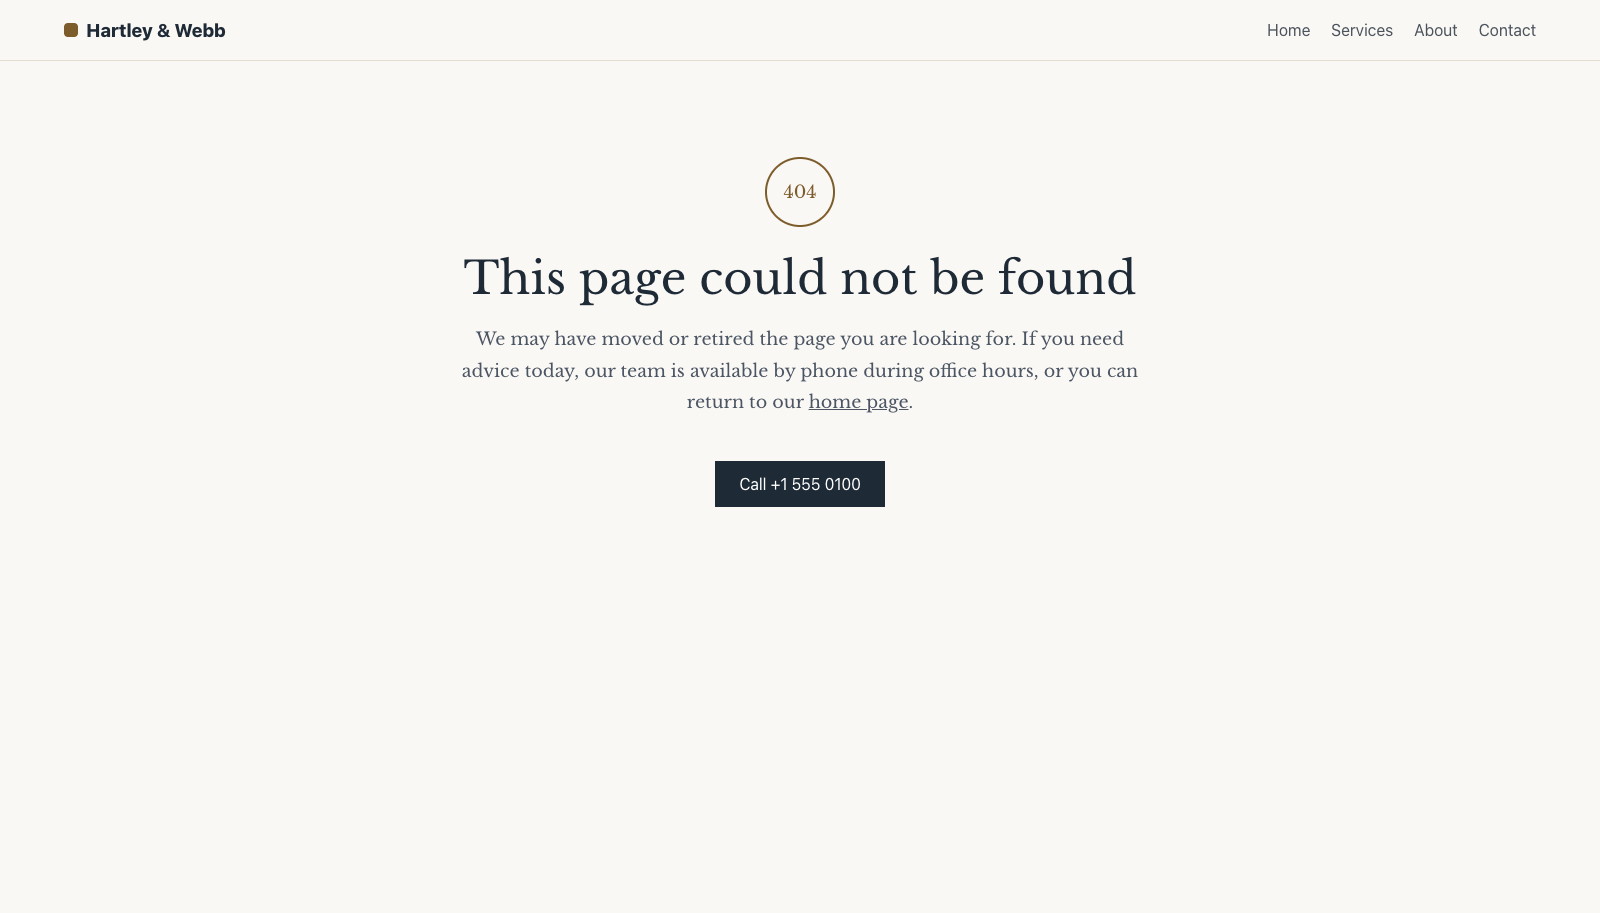 Hartley & Webb
Home Services About Contact
404
This page could not be found
We may have moved or retired the page you are looking for. If you need
advice today, our team is available by phone during office hours, or you can
return to our home page.
Call +1 555 0100